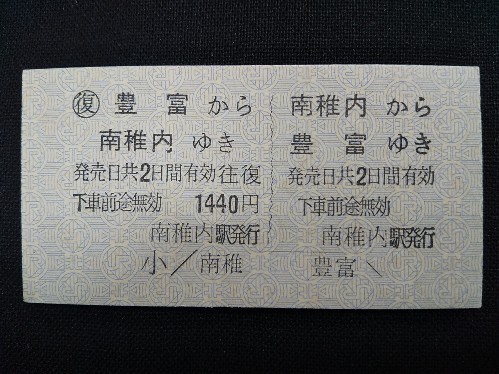 復 豊富から
南稚内ゆき
発売日共2日間有効往復
下車前途無効 1440円
南稚内駅発行
小／南稚
南稚内から
豊富ゆき
発売日共2日間有効
下車前途無効
南稚内駅発行
豊富＼